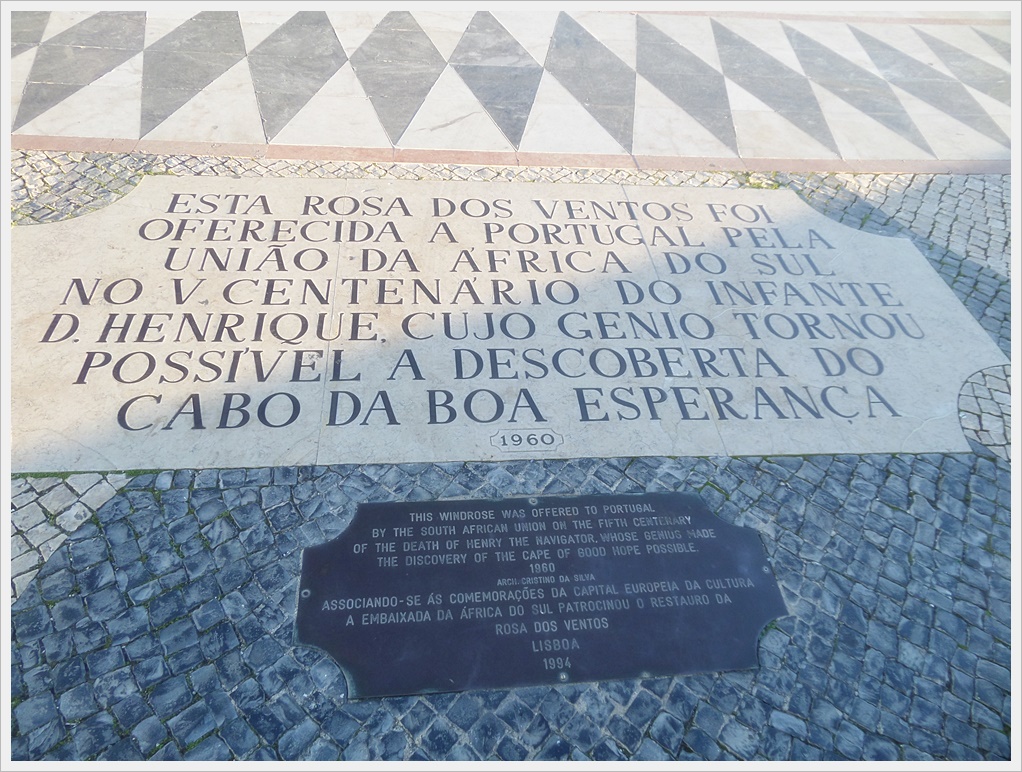 ESTA ROSA DOS VENTOS FOI
OFERECIDA A PORTUGAL PELA
UNIÃO DA ÁFRICA DO SUL
NO V. CENTENÁRIO DO INFANTE
D. HENRIQUE, CUJO GENIO TORNOU
POSSÍVEL A DESCOBERTA DO
CABO DA BOA ESPERANÇA
1960
THIS WINDROSE WAS OFFERED TO PORTUGAL
BY THE SOUTH AFRICAN UNION ON THE FIFTH CENTENARY
OF THE DEATH OF HENRY THE NAVIGATOR, WHOSE GENIUS MADE
THE DISCOVERY OF THE CAPE OF GOOD HOPE POSSIBLE.
1960
ARCH. CRISTINO DA SILVA
ASSOCIANDO-SE ÁS COMEMORAÇÕES DA CAPITAL EUROPEIA DA CULTURA
A EMBAIXADA DA ÁFRICA DO SUL PATROCINOU O RESTAURO DA
ROSA DOS VENTOS
LISBOA
1994